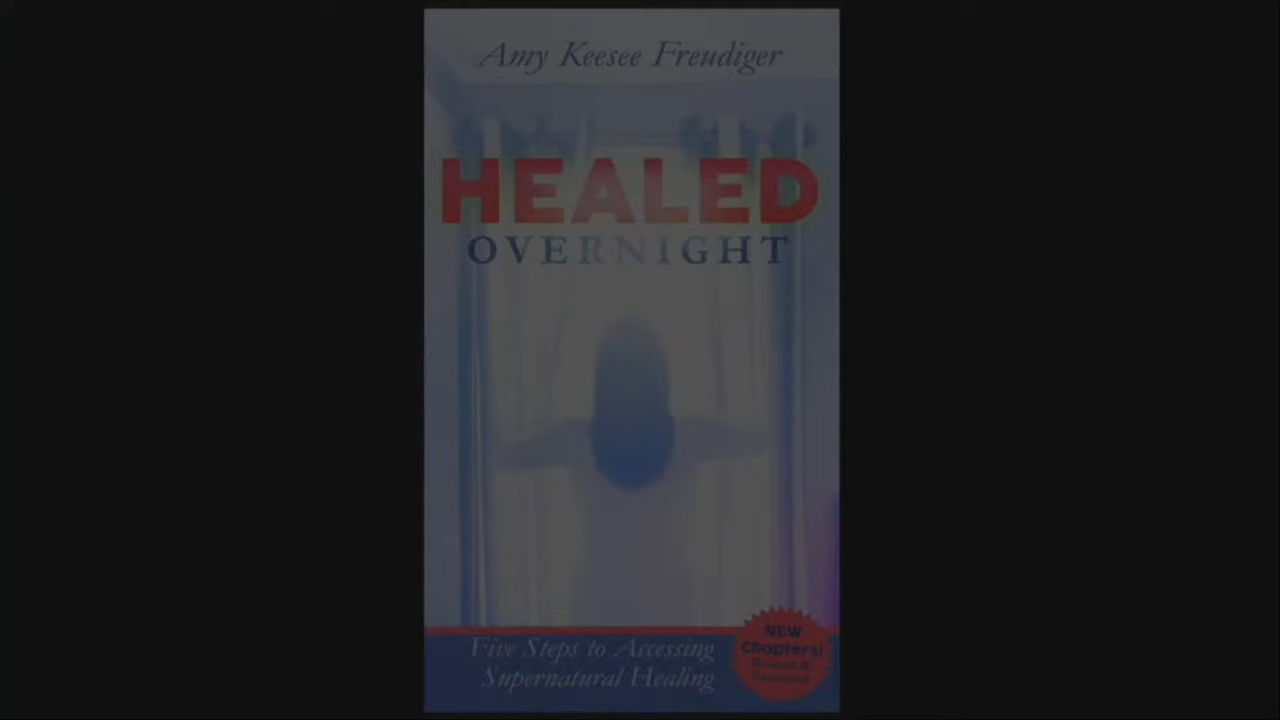 Amy Keesee Freudiger
HEALED
OVERNIGHT
Five Steps to Accessing
Supernatural Healing
NEW
Chapters!